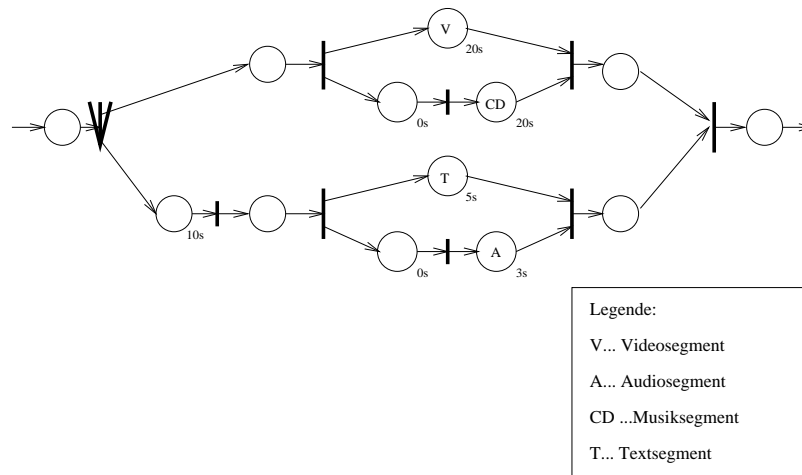 V
20s
0s
CD
20s
10s
T
5s
0s
A
3s
Legende:
V... Videosegment
A... Audiosegment
CD ...Musiksegment
T... Textsegment